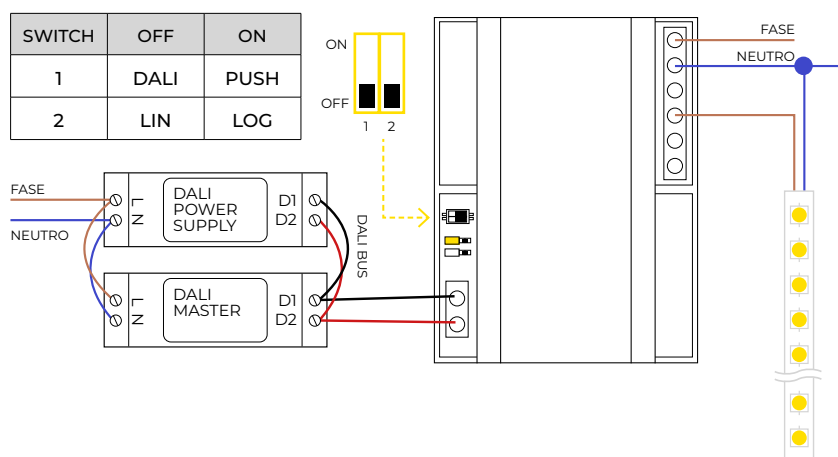 SWITCH OFF ON
1 DALI PUSH
2 LIN LOG
ON
OFF
1 2
FASE
NEUTRO
FASE
NEUTRO
L
N
DALI
POWER
SUPPLY
D1
D2
DALI BUS
L
N
DALI
MASTER
D1
D2